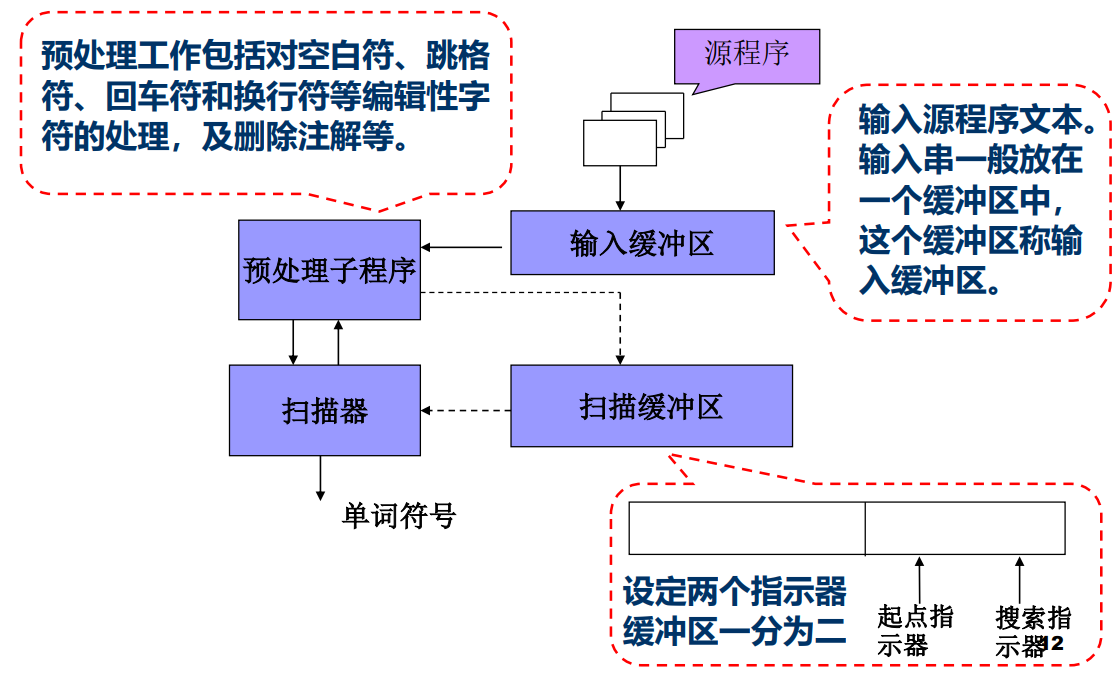 预处理工作包括对空白符、跳格
符、回车符和换行符等编辑性字
符的处理，及删除注解等。
源程序
输入源程序文本。
输入串一般放在
一个缓冲区中，
这个缓冲区称输
入缓冲区。
输入缓冲区
预处理子程序
扫描器
扫描缓冲区
单词符号
设定两个指示器
缓冲区一分为二
起点指
示器
搜索指
示器
12